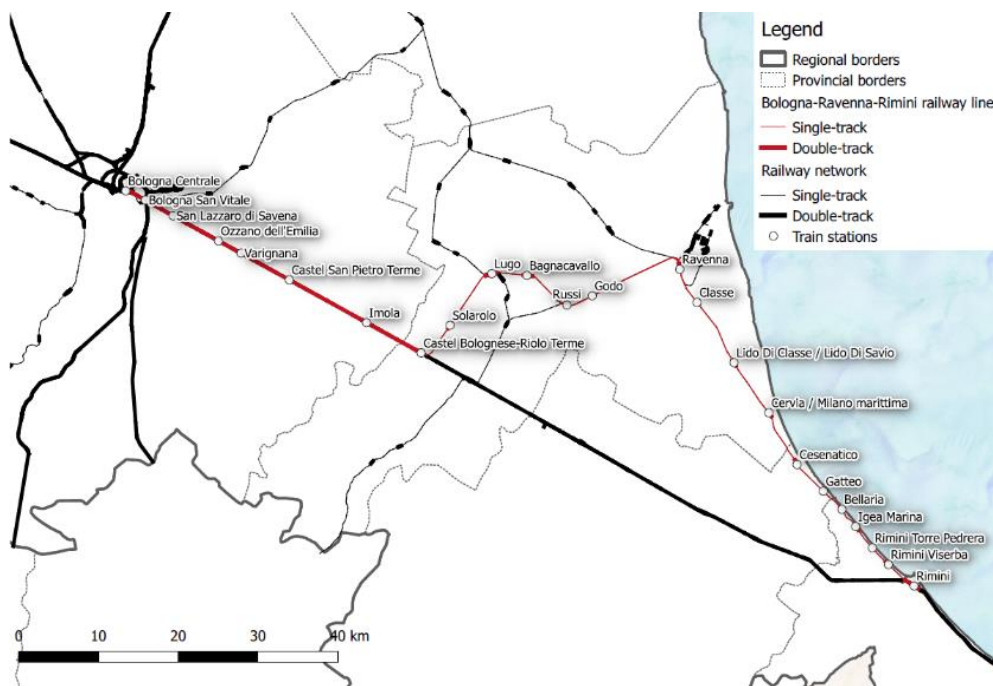 Legend
Regional borders
Provincial borders
Bologna-Ravenna-Rimini railway line
Single-track
Double-track
Railway network
Single-track
Double-track
Train stations
Bologna Centrale
Bologna San Vitale
San Lazzaro di Savena
Ozzano dell'Emilia
Varignana
Castel San Pietro Terme
Imola
Castel Bolognese-Riolo Terme
Solarolo
Lugo
Bagnacavallo
Russi
Godo
Ravenna
Classe
Lido Di Classe / Lido Di Savio
Cervia / Milano marittima
Cesenatico
Gatteo
Bellaria
Igea Marina
Rimini Torre Pedrera
Rimini Viserba
Rimini
0 10 20 30 40 km